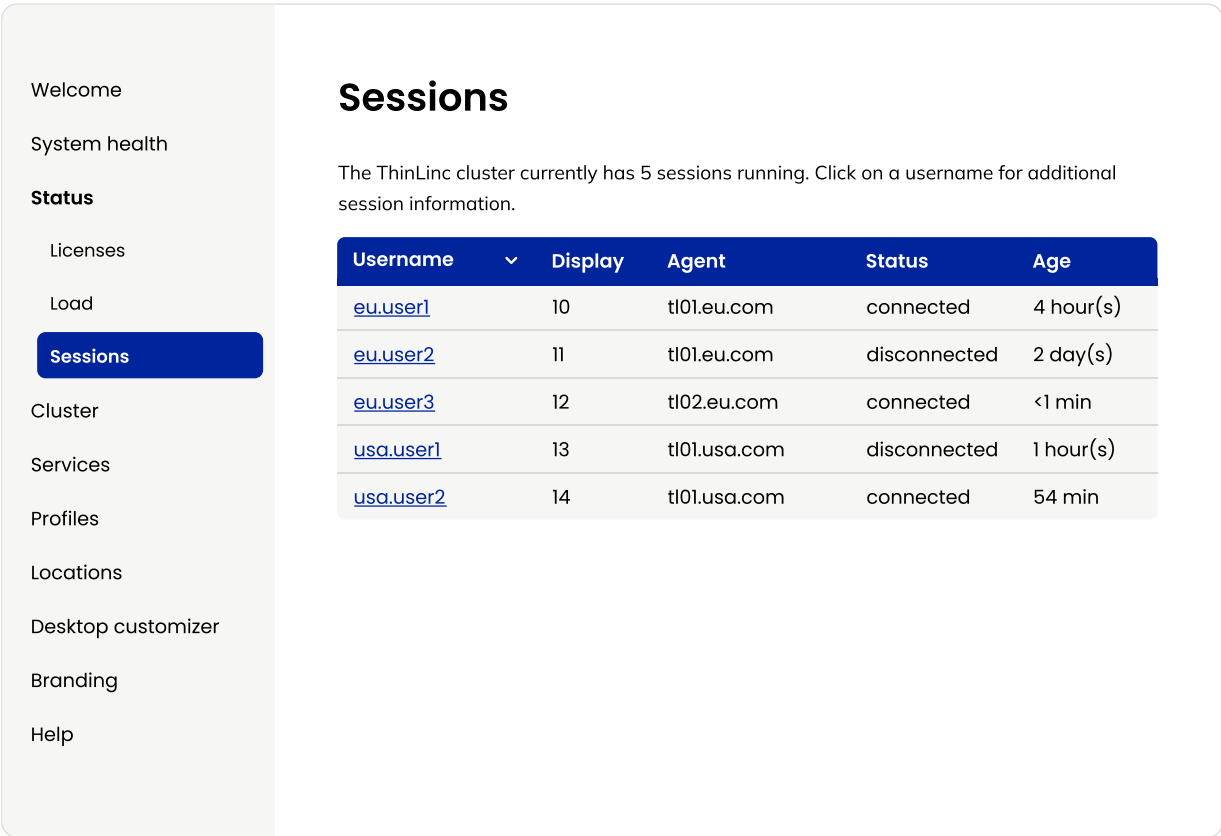 Welcome
System health
Status
Licenses
Load
Sessions
Cluster
Services
Profiles
Locations
Desktop customizer
Branding
Help
Sessions
The ThinLinc cluster currently has 5 sessions running. Click on a username for additional
session information.
Username Display Agent Status Age
eu.user1 10 tl01.eu.com connected 4 hour(s)
eu.user2 11 tl01.eu.com disconnected 2 day(s)
eu.user3 12 tl02.eu.com connected <1 min
usa.user1 13 tl01.usa.com disconnected 1 hour(s)
usa.user2 14 tl01.usa.com connected 54 min